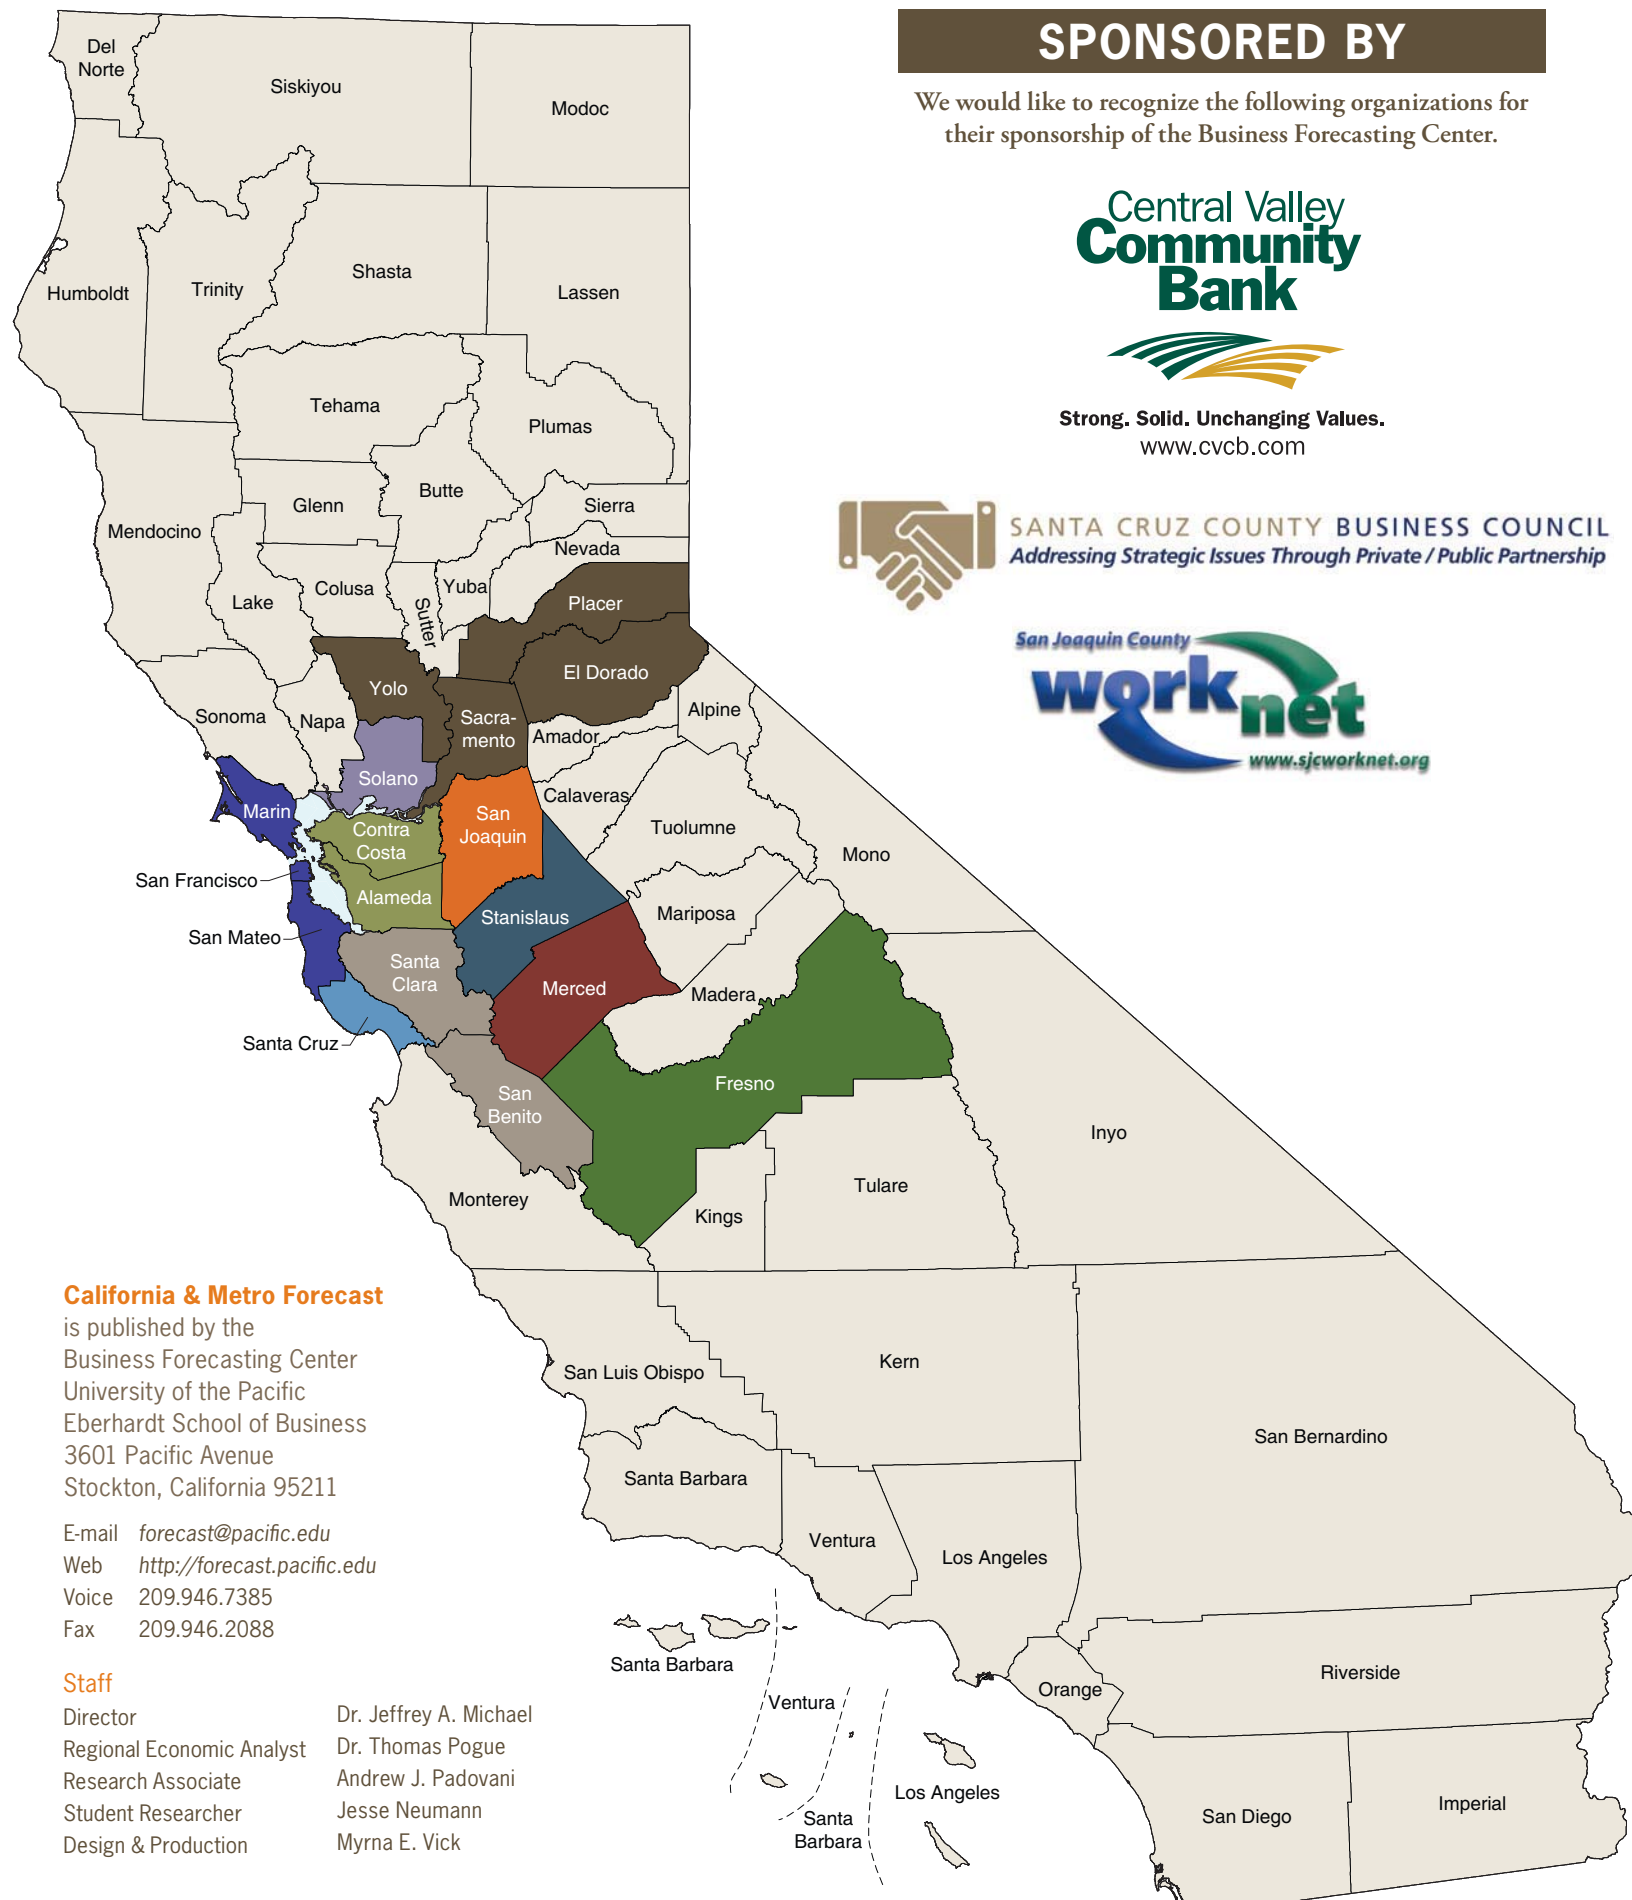 SPONSORED BY
We would like to recognize the following organizations for
their sponsorship of the Business Forecasting Center.
Central Valley
Community
Bank
Strong. Solid. Unchanging Values.
www.cvcb.com
SANTA CRUZ COUNTY BUSINESS COUNCIL
Addressing Strategic Issues Through Private / Public Partnership
San Joaquin County
work
net
www.sjcworknet.org
Del
Norte
Siskiyou
Modoc
Humboldt
Trinity
Shasta
Lassen
Tehama
Plumas
Mendocino
Glenn
Butte
Sierra
Nevada
Lake
Colusa
Sutter
Yuba
Placer
El Dorado
Yolo
Sonoma
Napa
Sacra-
mento
Amador
Alpine
Solano
Calaveras
Marin
Contra
Costa
San
Joaquin
Tuolumne
Mono
San Francisco
Alameda
Stanislaus
Mariposa
San Mateo
Santa
Clara
Merced
Madera
Santa Cruz
San
Benito
Fresno
Inyo
Monterey
Kings
Tulare
San Luis Obispo
Kern
San Bernardino
Santa Barbara
Ventura
Los Angeles
Santa Barbara
Ventura
Orange
Riverside
Santa
Barbara
Los Angeles
San Diego
Imperial
California & Metro Forecast
is published by the
Business Forecasting Center
University of the Pacific
Eberhardt School of Business
3601 Pacific Avenue
Stockton, California 95211
E-mail forecast@pacific.edu
Web http://forecast.pacific.edu
Voice 209.946.7385
Fax 209.946.2088
Staff
Director Dr. Jeffrey A. Michael
Regional Economic Analyst Dr. Thomas Pogue
Research Associate Andrew J. Padovani
Student Researcher Jesse Neumann
Design & Production Myrna E. Vick